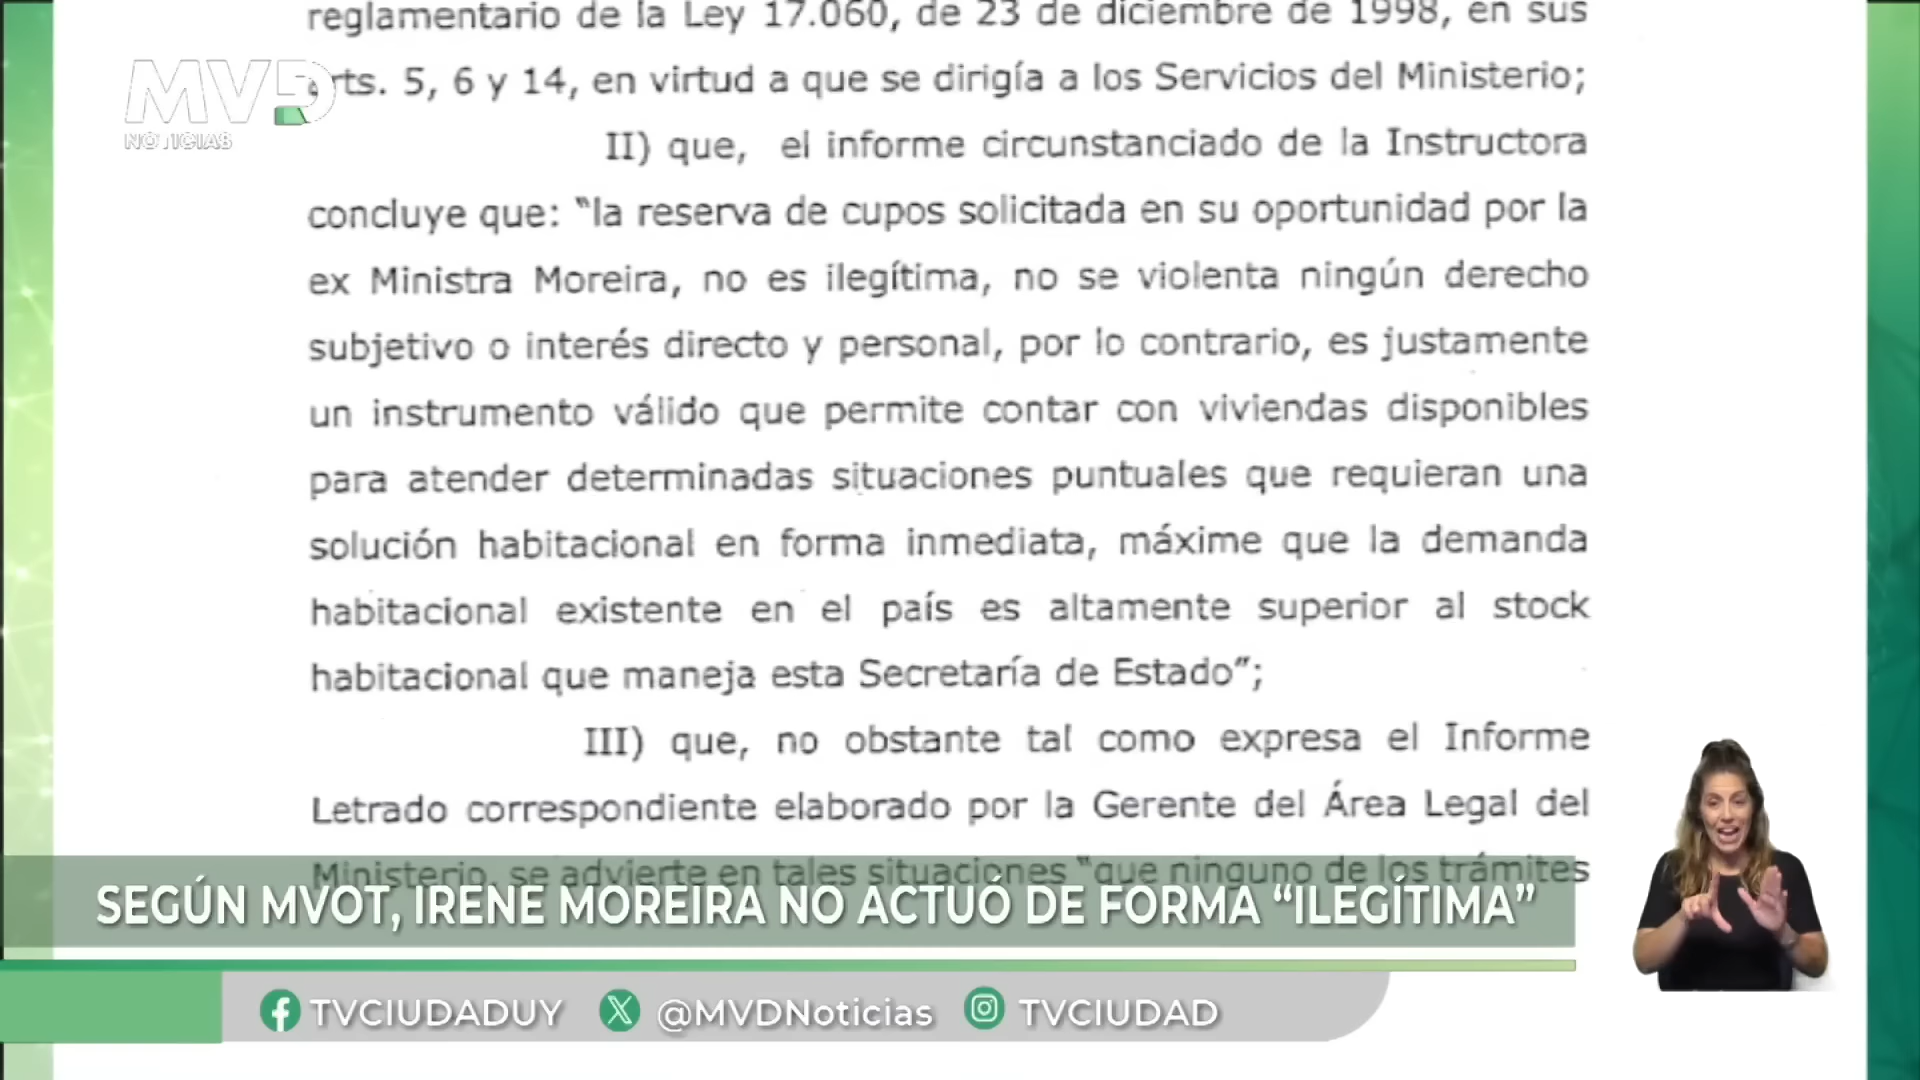 reglamentario de la Ley 17.060, de 23 de diciembre de 1998, en sus
arts. 5, 6 y 14, en virtud a que se dirigía a los Servicios del Ministerio;
MVD
NOTICIAS
II) que, el informe circunstanciado de la Instructora
concluye que: “la reserva de cupos solicitada en su oportunidad por la
ex Ministra Moreira, no es ilegítima, no se violenta ningún derecho
subjetivo o interés directo y personal, por lo contrario, es justamente
un instrumento válido que permite contar con viviendas disponibles
para atender determinadas situaciones puntuales que requieran una
solución habitacional en forma inmediata, máxime que la demanda
habitacional existente en el país es altamente superior al stock
habitacional que maneja esta Secretaría de Estado”;
III) que, no obstante tal como expresa el Informe
Letrado correspondiente elaborado por la Gerente del Área Legal del
Ministerio, se advierte en tales situaciones “que ninguno de los trámites
SEGÚN MVOT, IRENE MOREIRA NO ACTUÓ DE FORMA “ILEGÍTIMA”
TVCIUDADUY @MVDNoticias TVCIUDAD